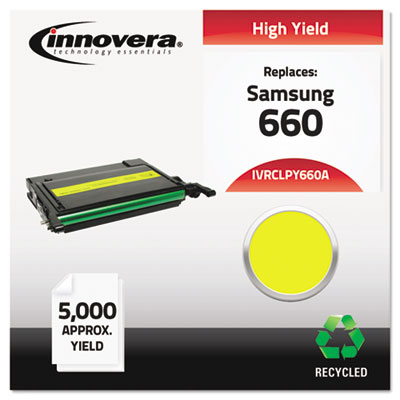 innovera
technology essentials
High Yield
Replaces:
Samsung
660
IVRCLPY660A
5,000
APPROX.
YIELD
RECYCLED